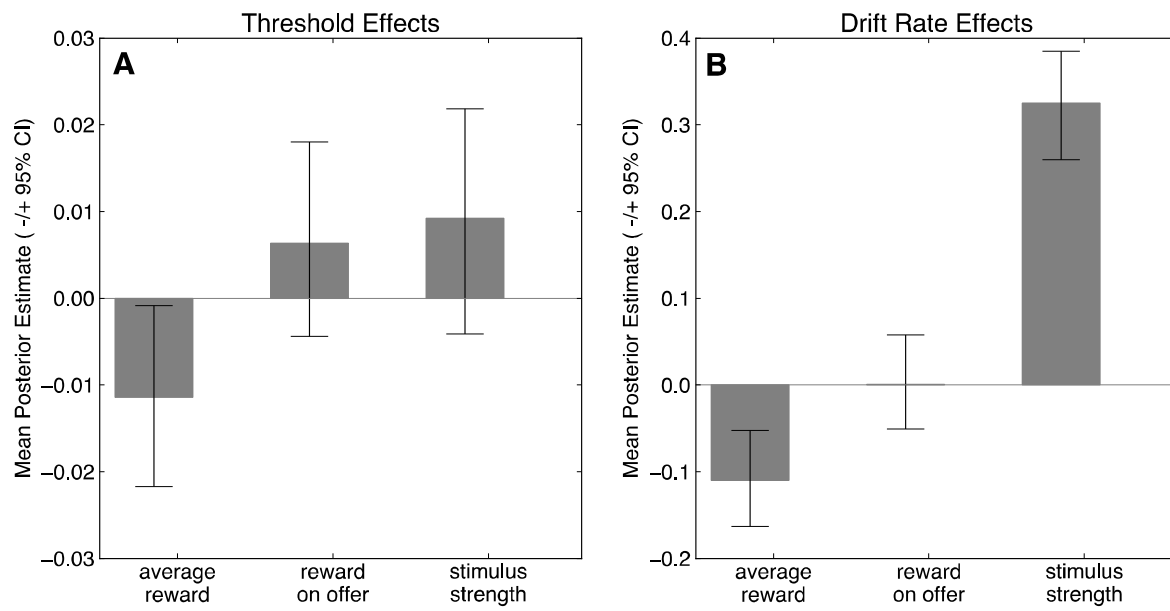 Threshold Effects
A
Mean Posterior Estimate ( -/+ 95% CI)
0.03
0.02
0.01
0.00
−0.01
−0.02
−0.03
average
reward
reward
on offer
stimulus
strength
Drift Rate Effects
B
Mean Posterior Estimate ( -/+ 95% CI)
0.4
0.3
0.2
0.1
0.0
−0.1
−0.2
average
reward
reward
on offer
stimulus
strength